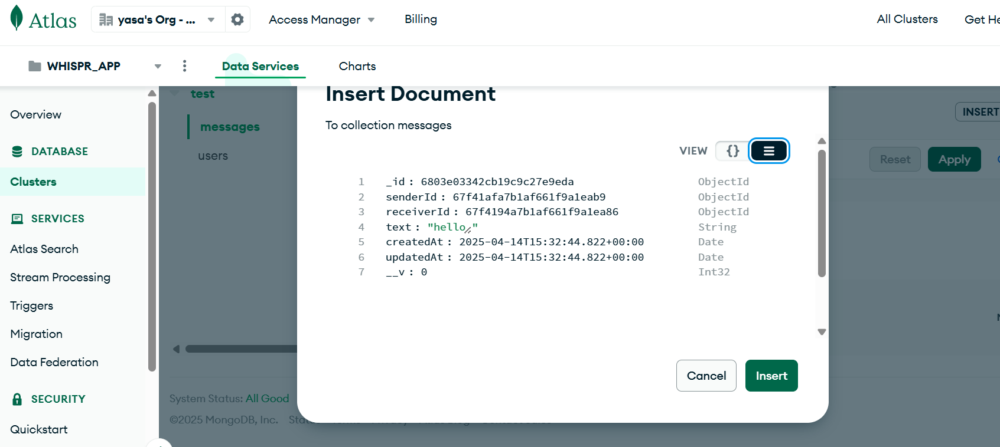 Atlas
yasa's Org - ...
Access Manager
Billing
All Clusters
Get He
WHISPR_APP
Data Services
Charts
Overview
DATABASE
Clusters
SERVICES
Atlas Search
Stream Processing
Triggers
Migration
Data Federation
SECURITY
Quickstart
test
messages
users
INSERT
Reset
Apply
Insert Document
To collection messages
VIEW {}
1 _id : 6803e03342cb19c9c27e9eda ObjectId
2 senderId : 67f41afa7b1af661f9a1eab9 ObjectId
3 receiverId : 67f4194a7b1af661f9a1ea86 ObjectId
4 text : "hello " String
5 createdAt : 2025-04-14T15:32:44.822+00:00 Date
6 updatedAt : 2025-04-14T15:32:44.822+00:00 Date
7 __v : 0 Int32
Cancel
Insert
System Status: All Good
©2025 MongoDB, Inc.